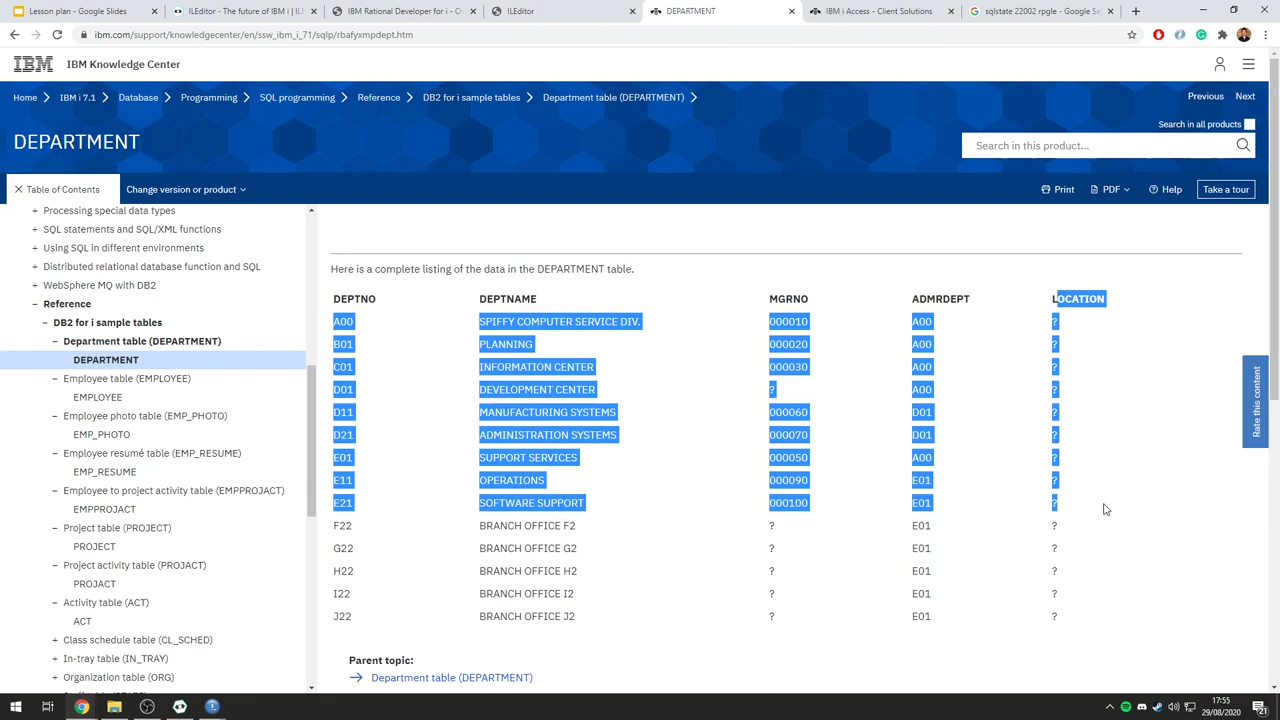 Lesson plan - Google Slides
ILEditor - The future of IBM i | IL
IBM Rational Developer for i - Ov
ILEditor
DEPARTMENT
IBM i Access - Client Solutions
sqlstate 22002 rpgle - Google Se
ibm.com/support/knowledgecenter/en/ssw_ibm_i_71/sqlp/rbafyxmpdept.htm
IBM
IBM Knowledge Center
Home
IBM i 7.1
Database
Programming
SQL programming
Reference
DB2 for i sample tables
Department table (DEPARTMENT)
Previous
Next
Search in all products
DEPARTMENT
Search in this product...
Table of Contents
Change version or product
Print
PDF
Help
Take a tour
+ Processing special data types
+ SQL statements and SQL/XML functions
+ Using SQL in different environments
+ Distributed relational database function and SQL
+ WebSphere MQ with DB2
− Reference
− DB2 for i sample tables
− Department table (DEPARTMENT)
DEPARTMENT
− Employee table (EMPLOYEE)
EMPLOYEE
− Employee photo table (EMP_PHOTO)
EMP_PHOTO
− Employee resumé table (EMP_RESUME)
EMP_RESUME
− Employee to project activity table (EMPPROJACT)
EMPPROJACT
− Project table (PROJECT)
PROJECT
− Project activity table (PROJACT)
PROJACT
− Activity table (ACT)
ACT
+ Class schedule table (CL_SCHED)
+ In-tray table (IN_TRAY)
+ Organization table (ORG)
Here is a complete listing of the data in the DEPARTMENT table.
DEPTNO DEPTNAME MGRNO ADMRDEPT LOCATION
A00 SPIFFY COMPUTER SERVICE DIV. 000010 A00 ?
B01 PLANNING 000020 A00 ?
C01 INFORMATION CENTER 000030 A00 ?
D01 DEVELOPMENT CENTER ? A00 ?
D11 MANUFACTURING SYSTEMS 000060 D01 ?
D21 ADMINISTRATION SYSTEMS 000070 D01 ?
E01 SUPPORT SERVICES 000050 A00 ?
E11 OPERATIONS 000090 E01 ?
E21 SOFTWARE SUPPORT 000100 E01 ?
F22 BRANCH OFFICE F2 ? E01 ?
G22 BRANCH OFFICE G2 ? E01 ?
H22 BRANCH OFFICE H2 ? E01 ?
I22 BRANCH OFFICE I2 ? E01 ?
J22 BRANCH OFFICE J2 ? E01 ?
Parent topic:
Department table (DEPARTMENT)
Rate this content
17:55
29/08/2020
21